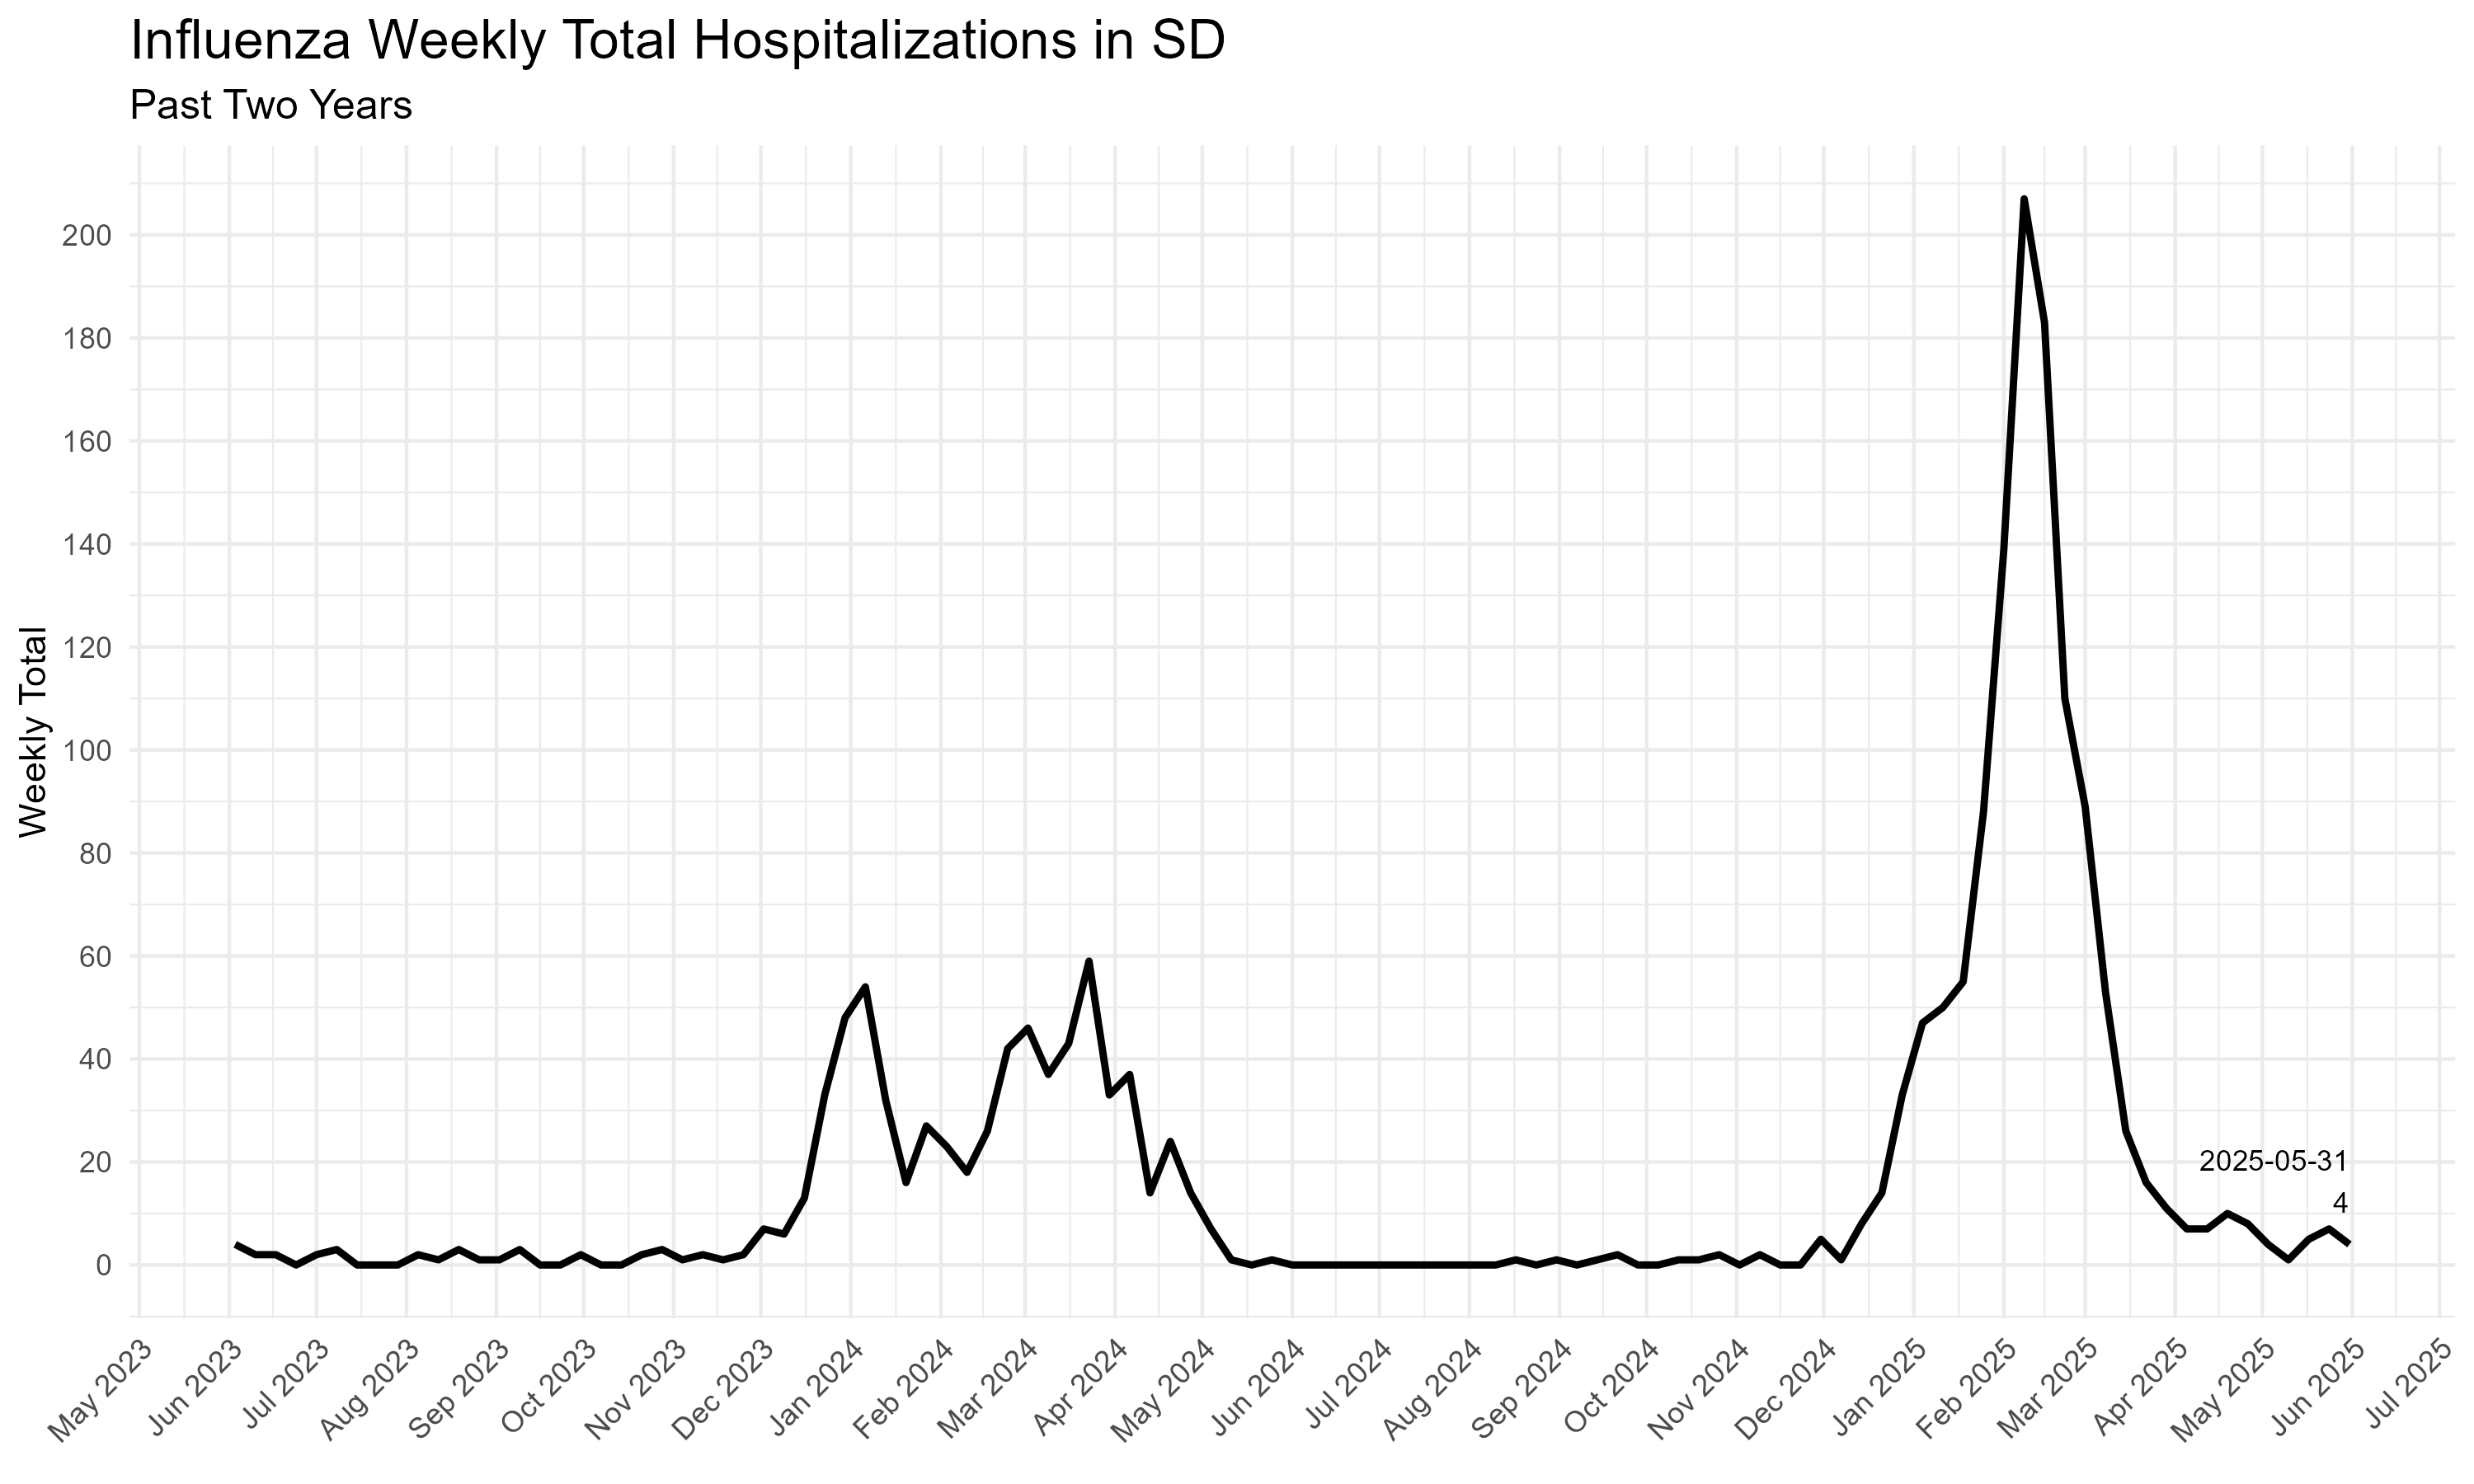 Influenza Weekly Total Hospitalizations in SD
Past Two Years
Weekly Total
200
180
160
140
120
100
80
60
40
20
0
2025-05-31
4
May 2023
Jun 2023
Jul 2023
Aug 2023
Sep 2023
Oct 2023
Nov 2023
Dec 2023
Jan 2024
Feb 2024
Mar 2024
Apr 2024
May 2024
Jun 2024
Jul 2024
Aug 2024
Sep 2024
Oct 2024
Nov 2024
Dec 2024
Jan 2025
Feb 2025
Mar 2025
Apr 2025
May 2025
Jun 2025
Jul 2025